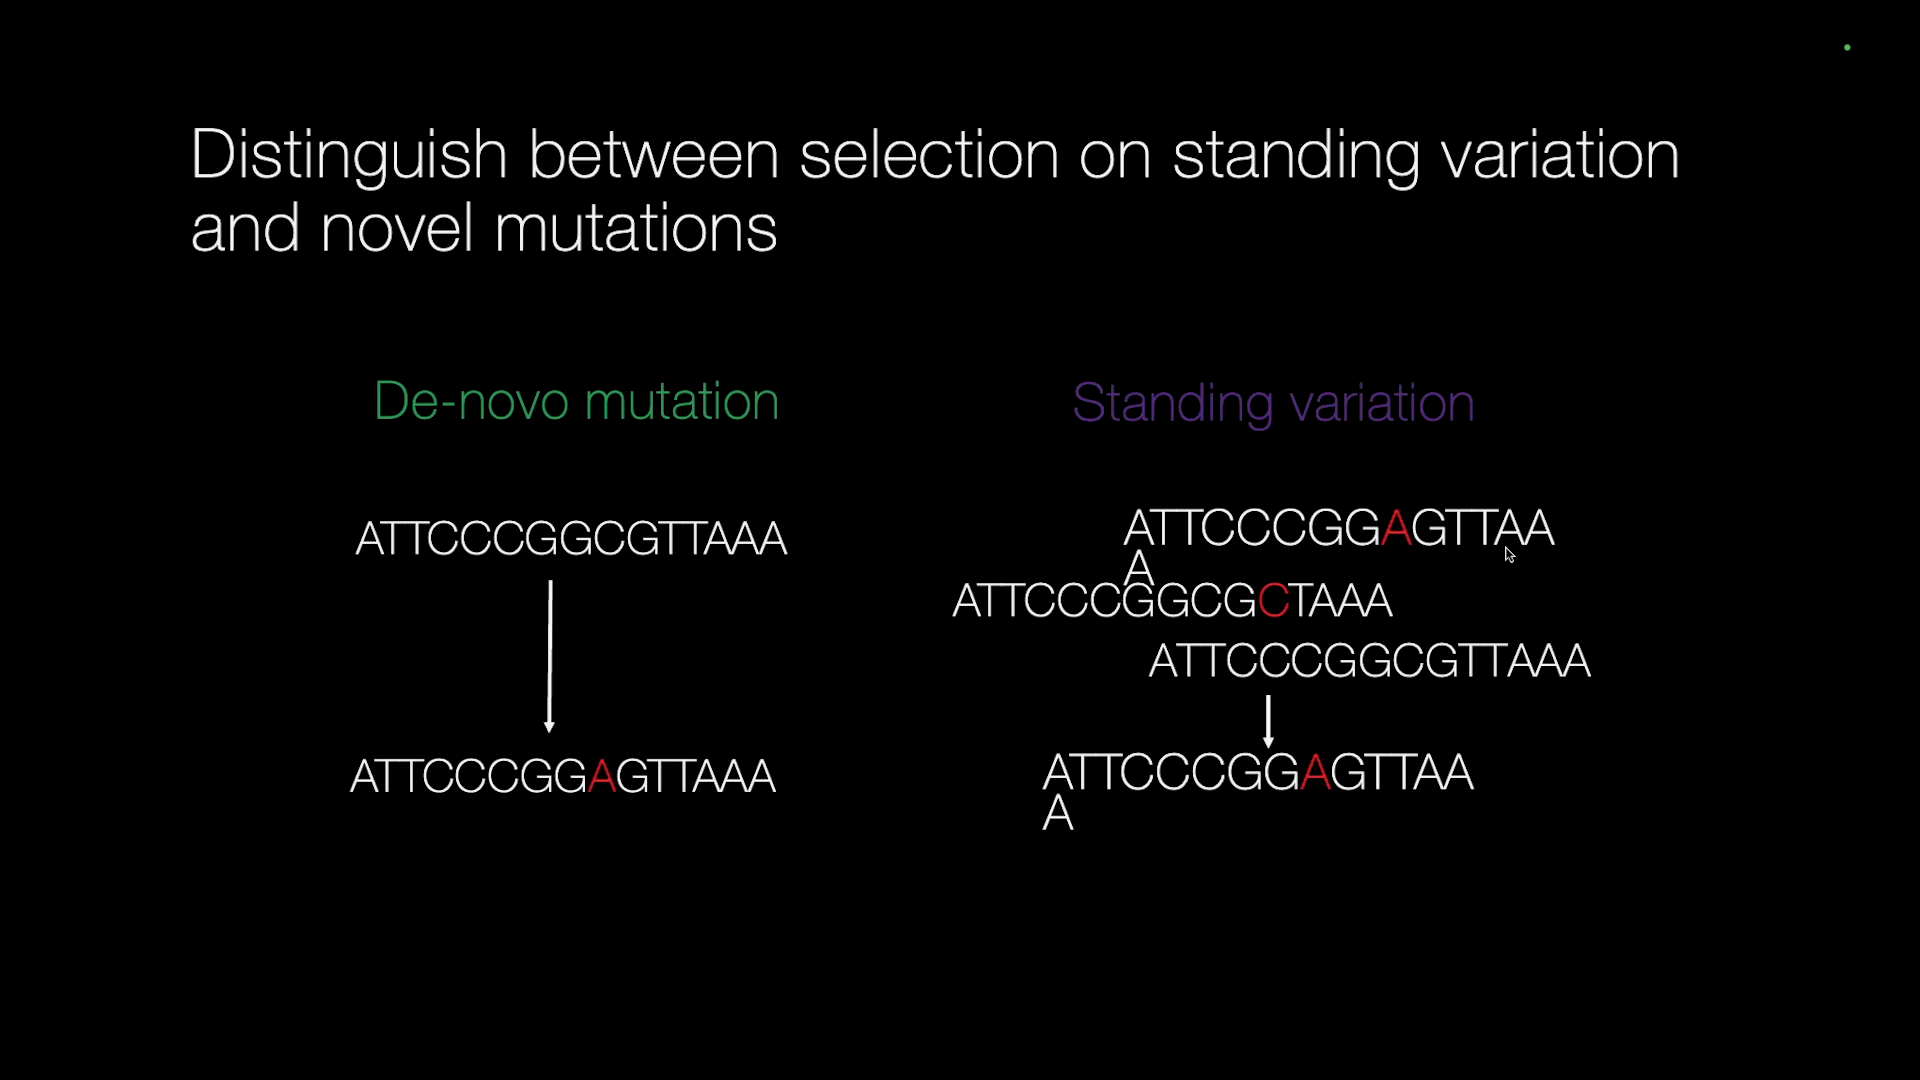 Distinguish between selection on standing variation
and novel mutations
De-novo mutation
Standing variation
ATTCCCGGCGTTAAA
ATTCCCGGAGTTAAA
ATTCCCGGAGTTAA
A
ATTCCCGGCGCTAAA
ATTCCCGGCGTTAAA
ATTCCCGGAGTTAA
A